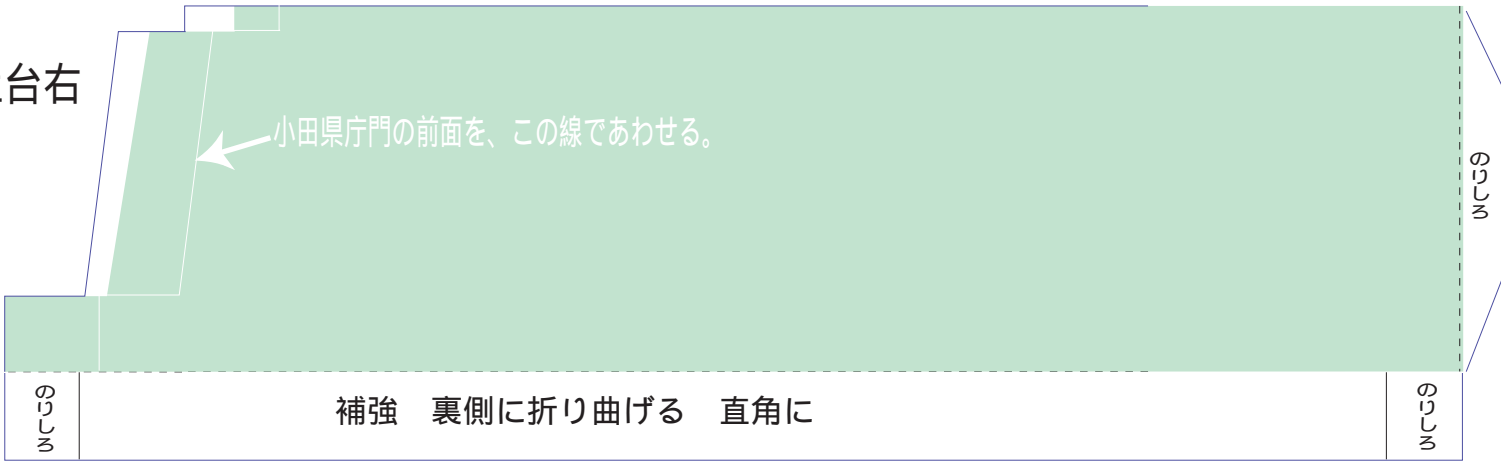 台右
小田県庁門の前面を、この線であわせる。
のりしろ
のりしろ
補強　裏側に折り曲げる　直角に
のりしろ